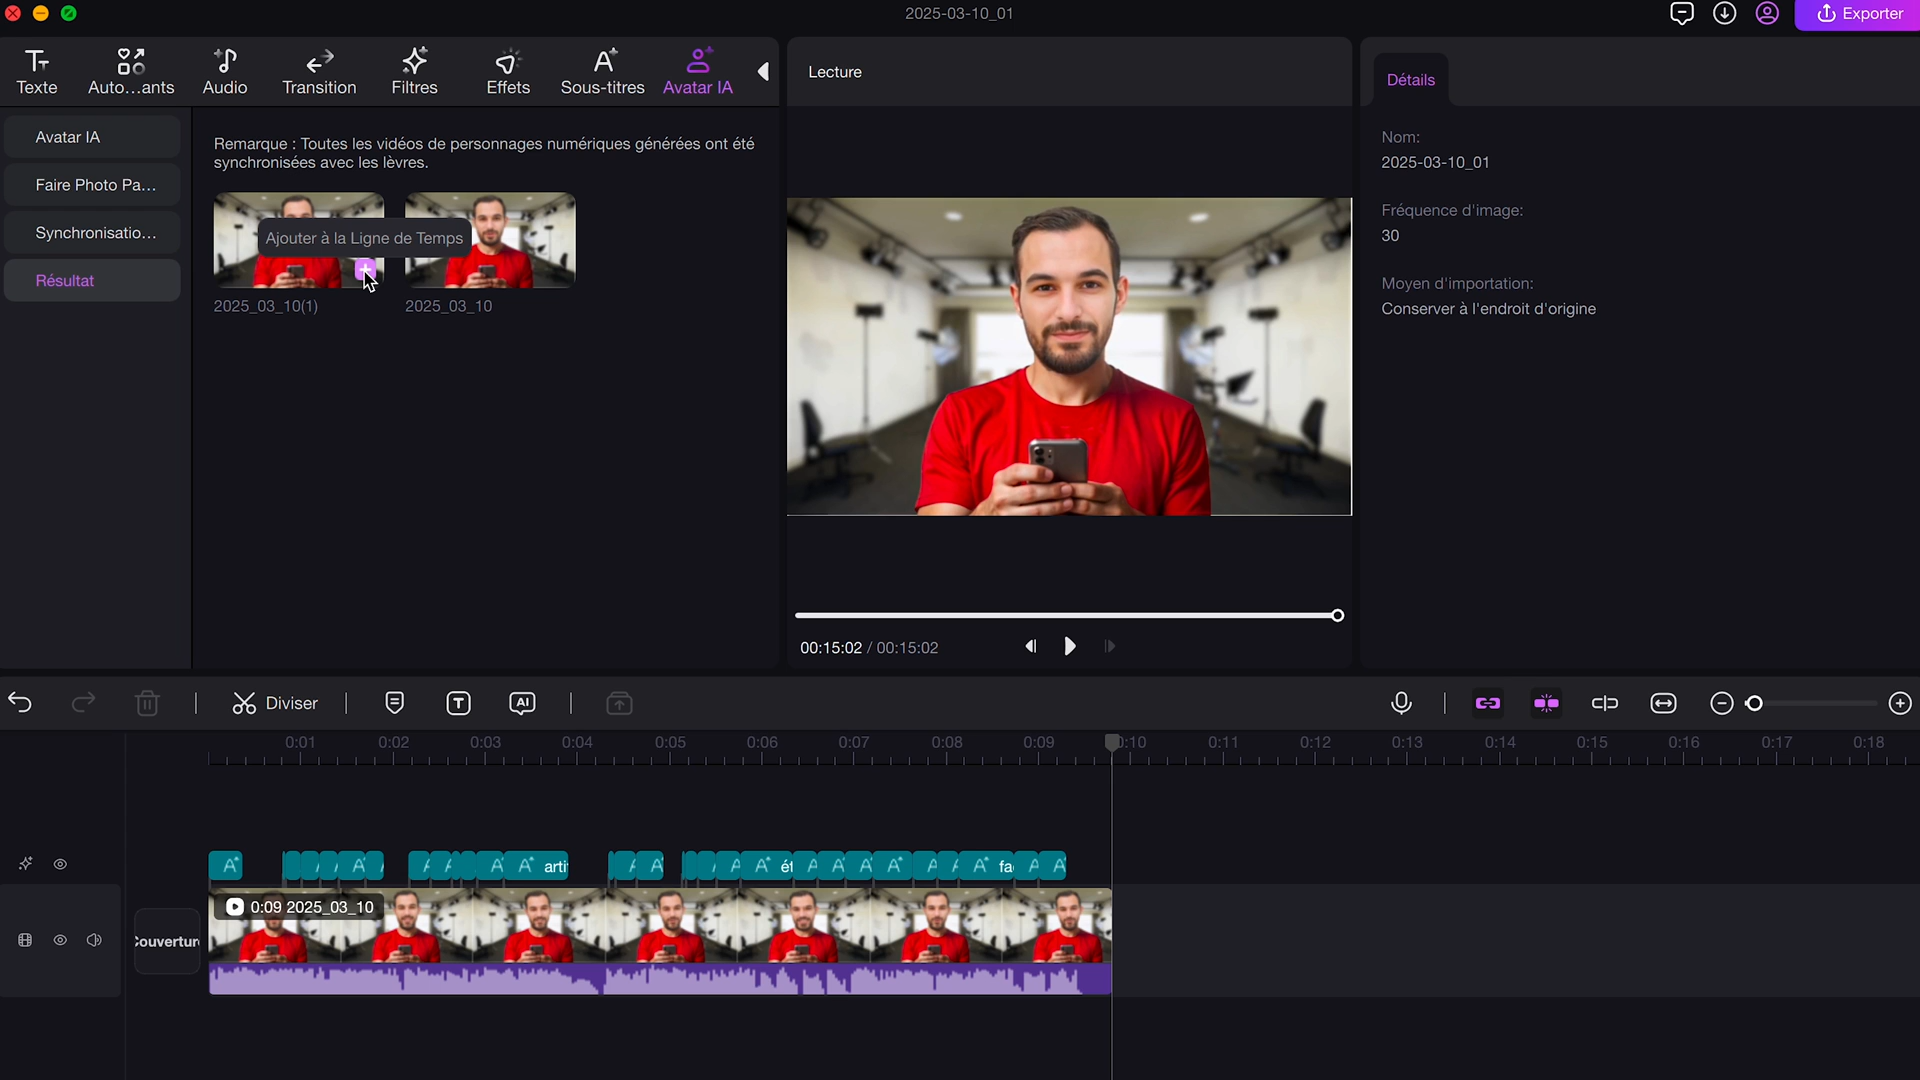 2025-03-10_01
Exporter
Texte
Auto...ants
Audio
Transition
Filtres
Effets
Sous-titres
Avatar IA
Lecture
Détails
Avatar IA
Faire Photo Pa...
Synchronisatio...
Résultat
Remarque : Toutes les vidéos de personnages numériques générées ont été
synchronisées avec les lèvres.
Ajouter à la Ligne de Temps
2025_03_10(1)
2025_03_10
Nom:
2025-03-10_01
Fréquence d'image:
30
Moyen d'importation:
Conserver à l'endroit d'origine
00:15:02 / 00:15:02
Diviser
AI
0:01 0:02 0:03 0:04 0:05 0:06 0:07 0:08 0:09 0:10 0:11 0:12 0:13 0:14 0:15 0:16 0:17 0:18
arti
ét
fa
0:09 2025_03_10
Couverture